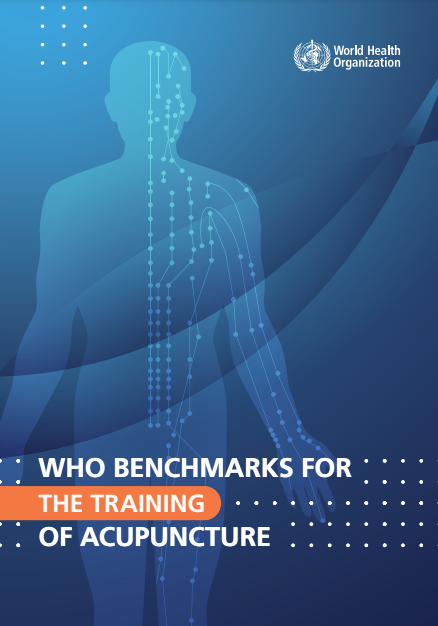 World Health
Organization
WHO BENCHMARKS FOR
THE TRAINING
OF ACUPUNCTURE